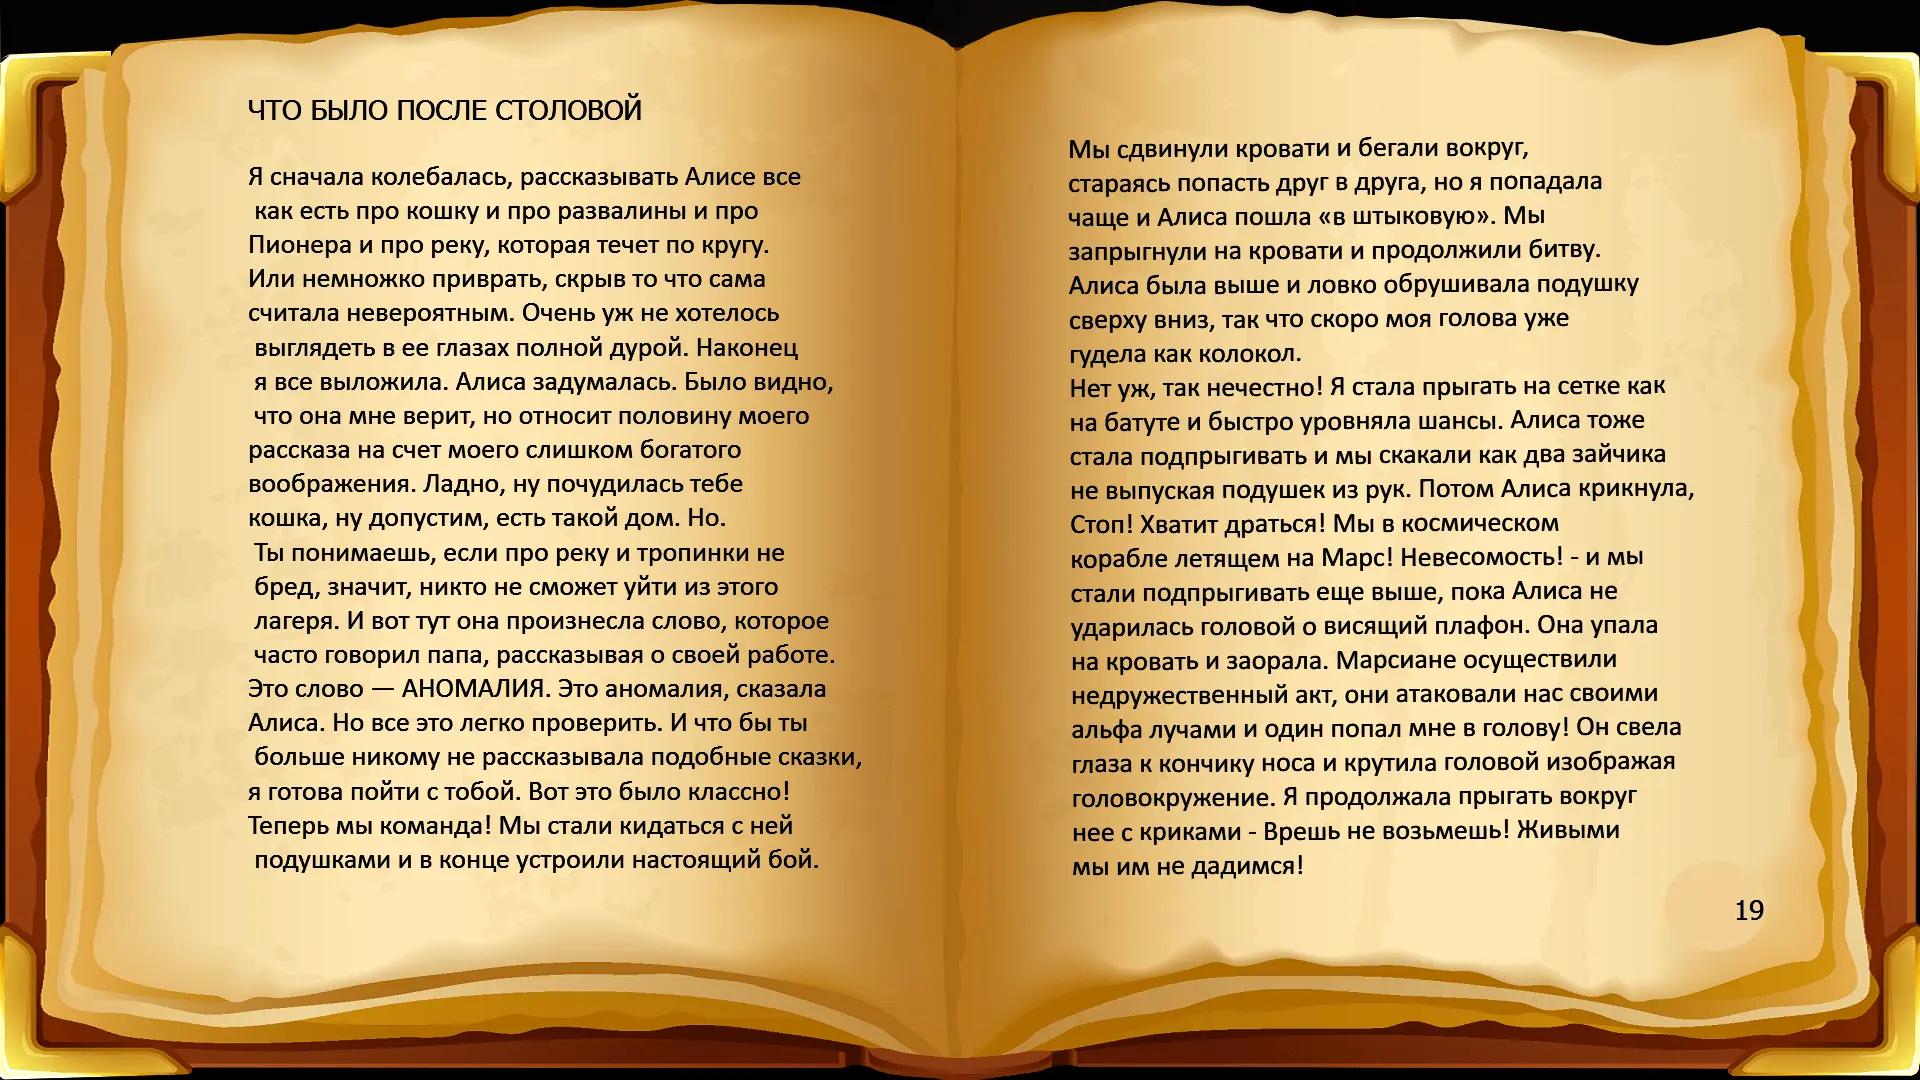 ЧТО БЫЛО ПОСЛЕ СТОЛОВОЙ
Я сначала колебалась, рассказывать Алисе все
как есть про кошку и про развалины и про
Пионера и про реку, которая течет по кругу.
Или немножко приврать, скрыв то что сама
считала невероятным. Очень уж не хотелось
выглядеть в ее глазах полной дурой. Наконец
я все выложила. Алиса задумалась. Было видно,
что она мне верит, но относит половину моего
рассказа на счет моего слишком богатого
воображения. Ладно, ну почудилась тебе
кошка, ну допустим, есть такой дом. Но.
Ты понимаешь, если про реку и тропинки не
бред, значит, никто не сможет уйти из этого
лагеря. И вот тут она произнесла слово, которое
часто говорил папа, рассказывая о своей работе.
Это слово — АНОМАЛИЯ. Это аномалия, сказала
Алиса. Но все это легко проверить. И что бы ты
больше никому не рассказывала подобные сказки,
я готова пойти с тобой. Вот это было классно!
Теперь мы команда! Мы стали кидаться с ней
подушками и в конце устроили настоящий бой.
Мы сдвинули кровати и бегали вокруг,
стараясь попасть друг в друга, но я попадала
чаще и Алиса пошла «в штыковую». Мы
запрыгнули на кровати и продолжили битву.
Алиса была выше и ловко обрушивала подушку
сверху вниз, так что скоро моя голова уже
гудела как колокол.
Нет уж, так нечестно! Я стала прыгать на сетке как
на батуте и быстро уровняла шансы. Алиса тоже
стала подпрыгивать и мы скакали как два зайчика
не выпуская подушек из рук. Потом Алиса крикнула,
Стоп! Хватит драться! Мы в космическом
корабле летящем на Марс! Невесомость! - и мы
стали подпрыгивать еще выше, пока Алиса не
ударилась головой о висящий плафон. Она упала
на кровать и заорала. Марсиане осуществили
недружественный акт, они атаковали нас своими
альфа лучами и один попал мне в голову! Он свела
глаза к кончику носа и крутила головой изображая
головокружение. Я продолжала прыгать вокруг
нее с криками - Врешь не возьмешь! Живыми
мы им не дадимся!
19